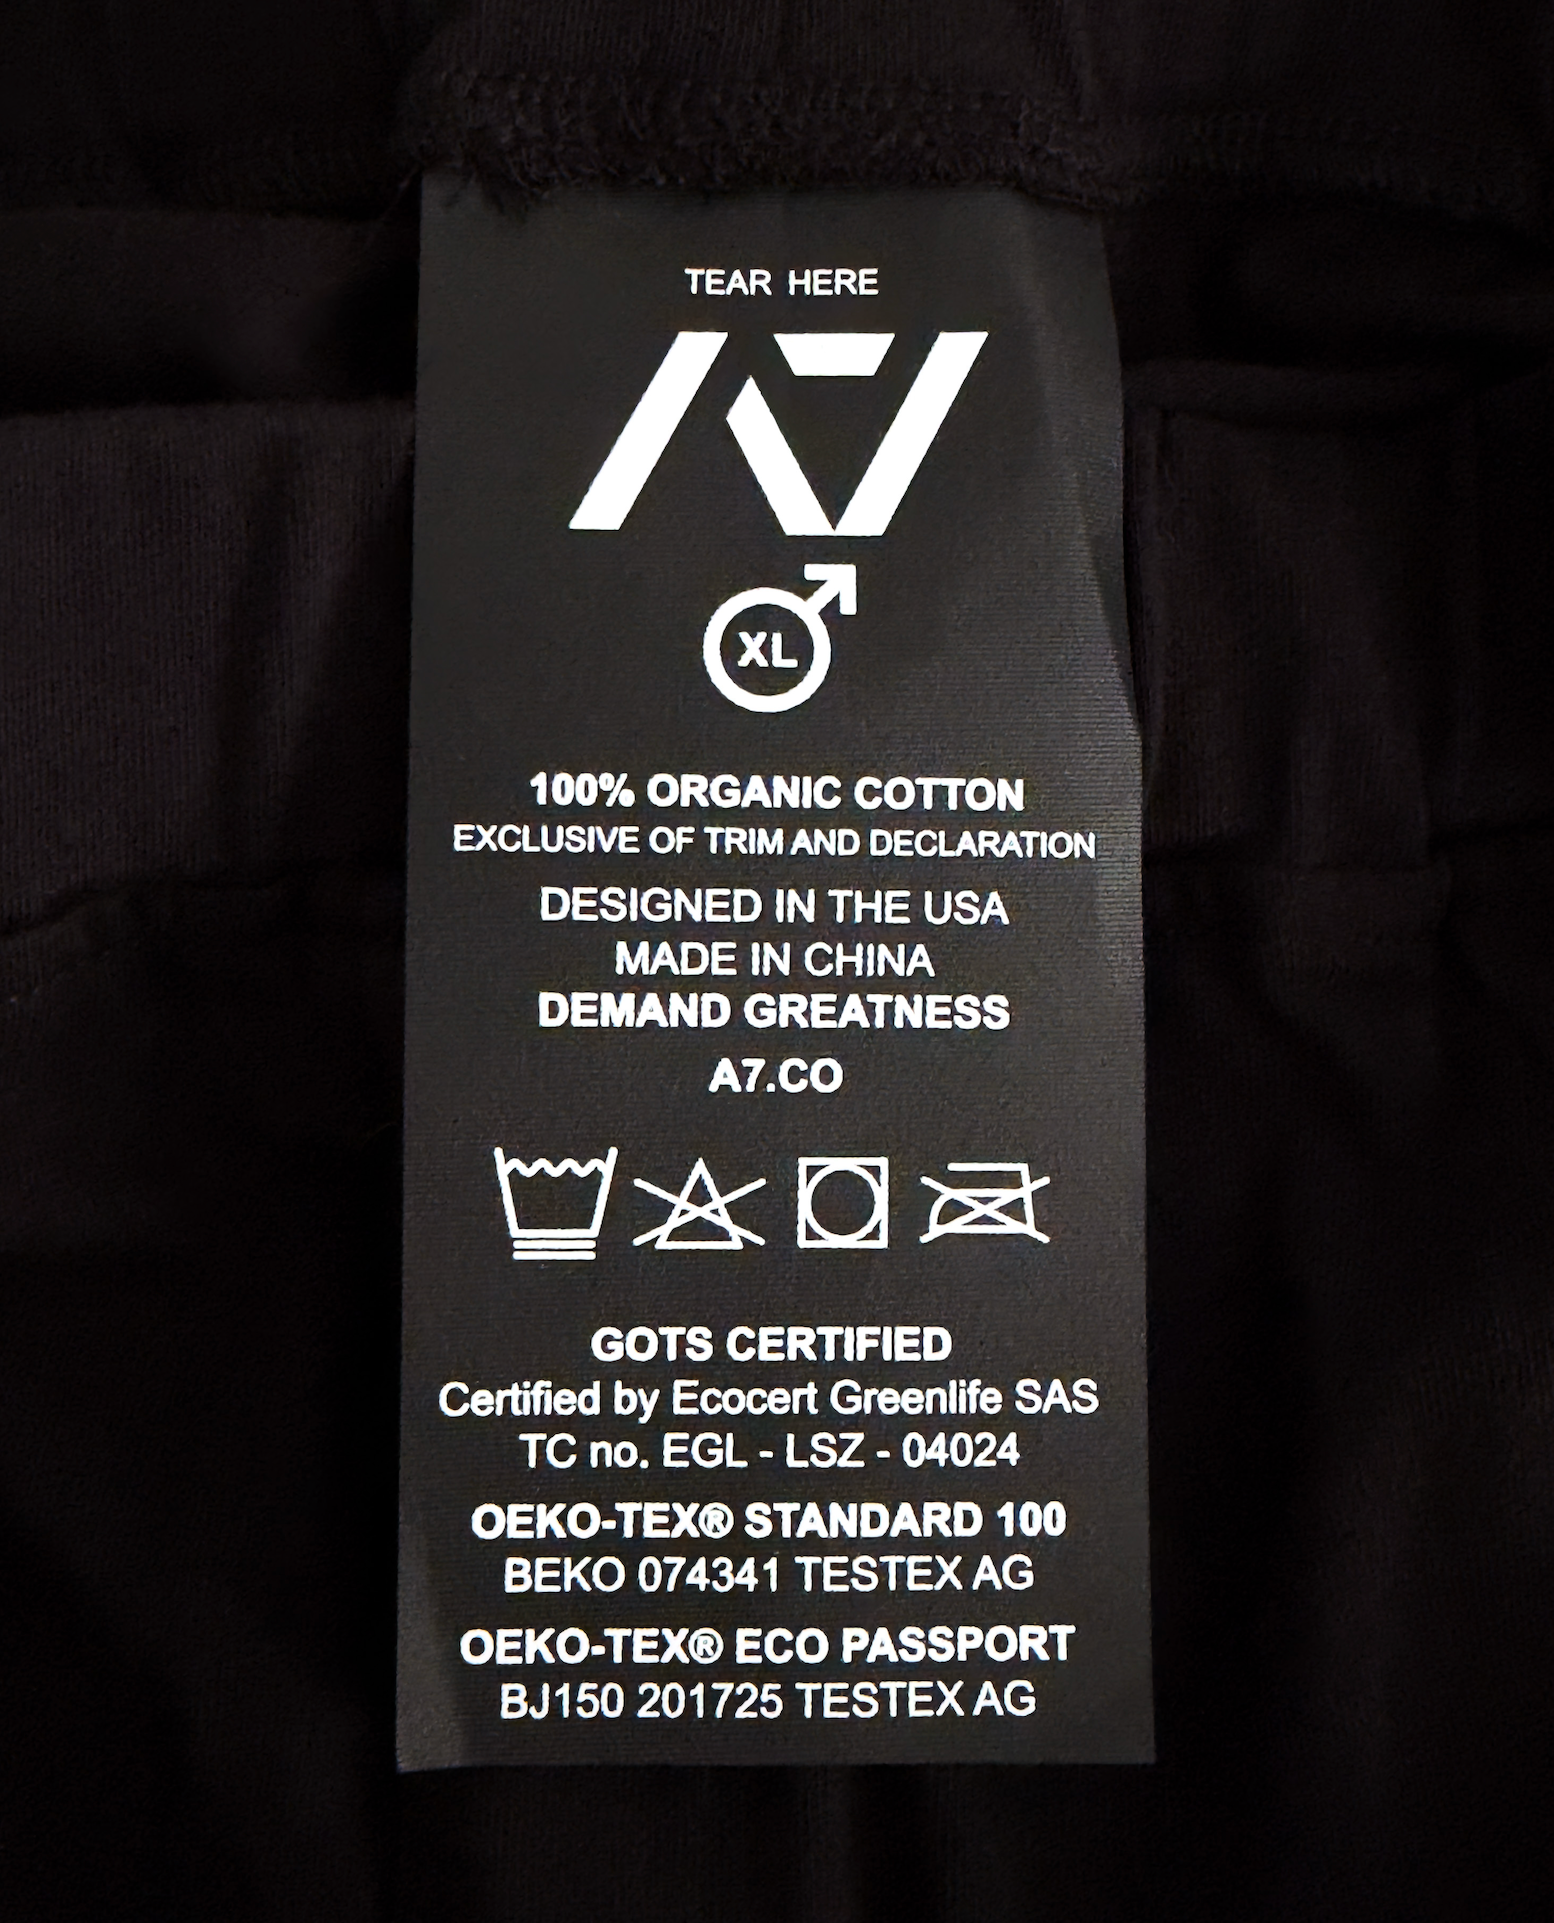 TEAR HERE
A7
XL
100% ORGANIC COTTON
EXCLUSIVE OF TRIM AND DECLARATION
DESIGNED IN THE USA
MADE IN CHINA
DEMAND GREATNESS
A7.CO
GOTS CERTIFIED
Certified by Ecocert Greenlife SAS
TC no. EGL - LSZ - 04024
OEKO-TEX® STANDARD 100
BEKO 074341 TESTEX AG
OEKO-TEX® ECO PASSPORT
BJ150 201725 TESTEX AG